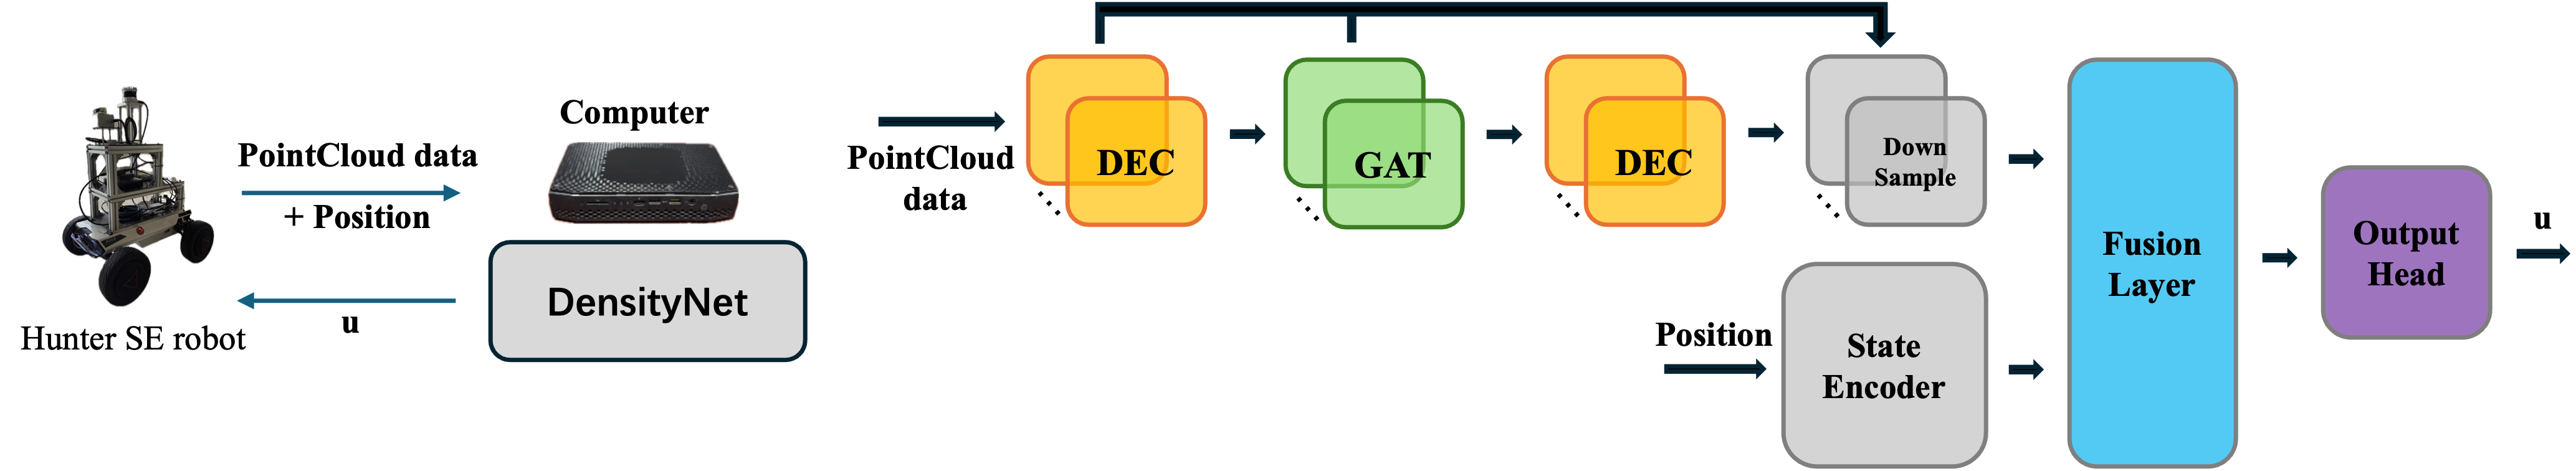 PointCloud data
+ Position
u
Hunter SE robot
Computer
DensityNet
PointCloud
data
DEC
GAT
DEC
Down
Sample
Position
State
Encoder
Fusion
Layer
Output
Head
u